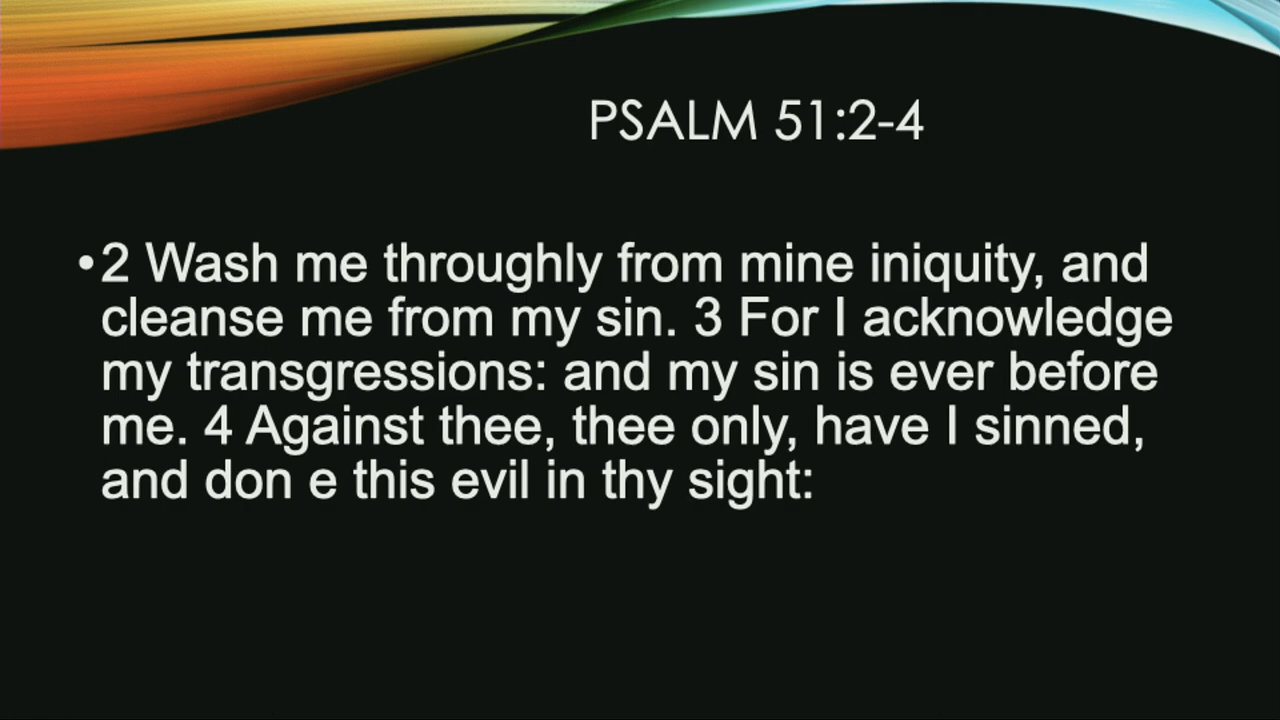 PSALM 51:2-4
•2 Wash me throughly from mine iniquity, and
cleanse me from my sin. 3 For I acknowledge
my transgressions: and my sin is ever before
me. 4 Against thee, thee only, have I sinned,
and don e this evil in thy sight: